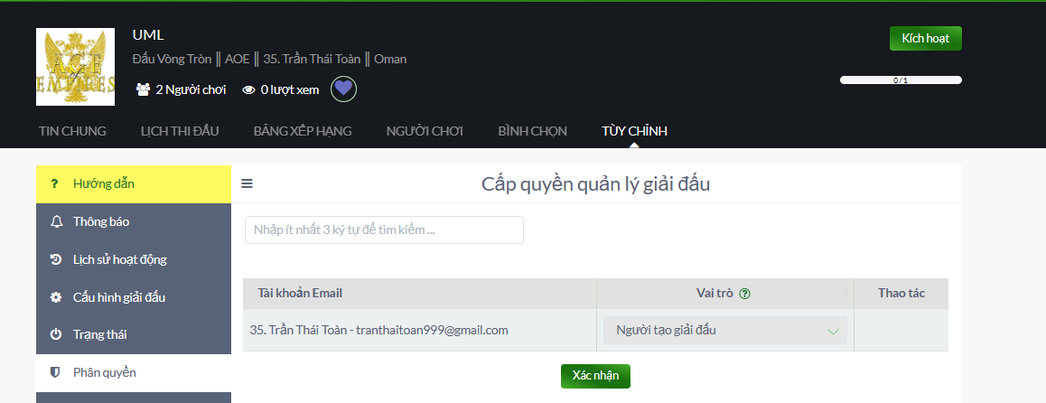 UML
Đấu Vòng Tròn || AOE || 35. Trần Thái Toàn || Oman
2 Người chơi 0 lượt xem
Kích hoạt
0 / 1
AGE
of
EMPIRES
TIN CHUNG LỊCH THI ĐẤU BẢNG XẾP HẠNG NGƯỜI CHƠI BÌNH CHỌN TÙY CHỈNH
? Hướng dẫn
Thông báo
Lịch sử hoạt động
Cấu hình giải đấu
Trạng thái
Phân quyền
Cấp quyền quản lý giải đấu
Nhập ít nhất 3 ký tự để tìm kiếm ...
Tài khoản Email Vai trò ? Thao tác
35. Trần Thái Toàn - tranthaitoan999@gmail.com Người tạo giải đấu
Xác nhận